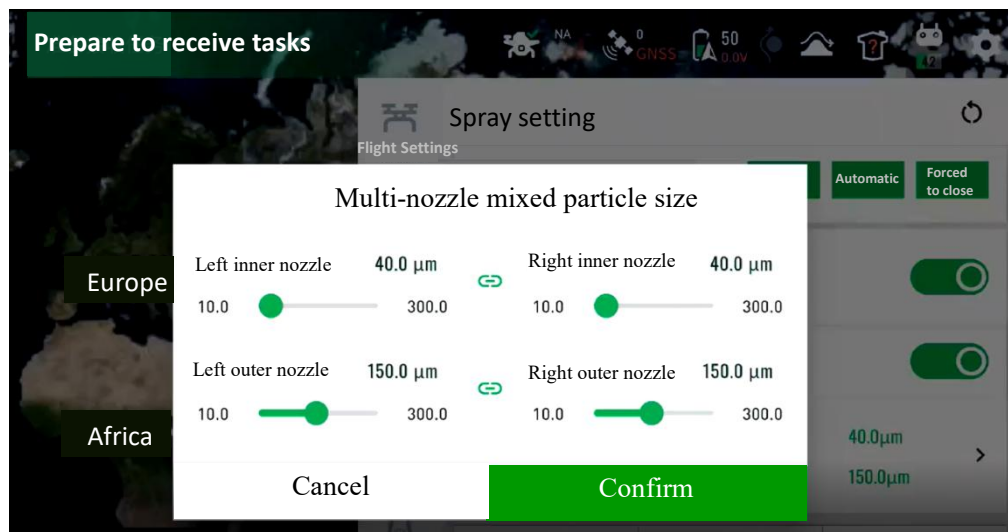 Prepare to receive tasks
NA
0
GNSS
50
0.0V
?
42
Spray setting
Flight Settings
Automatic
Forced
to close
Multi-nozzle mixed particle size
Left inner nozzle 40.0 μm
Right inner nozzle 40.0 μm
10.0 300.0
10.0 300.0
Europe
Left outer nozzle 150.0 μm
Right outer nozzle 150.0 μm
10.0 300.0
10.0 300.0
Africa
40.0μm
150.0μm
Cancel
Confirm